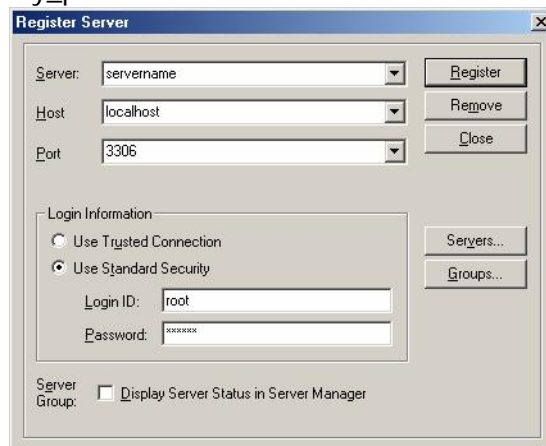 Register Server
Server: servername Register
Host localhost Remove
Port 3306 Close
Login Information
Use Trusted Connection Servers...
Use Standard Security Groups...
Login ID: root
Password: ××××××
Server Group: Display Server Status in Server Manager